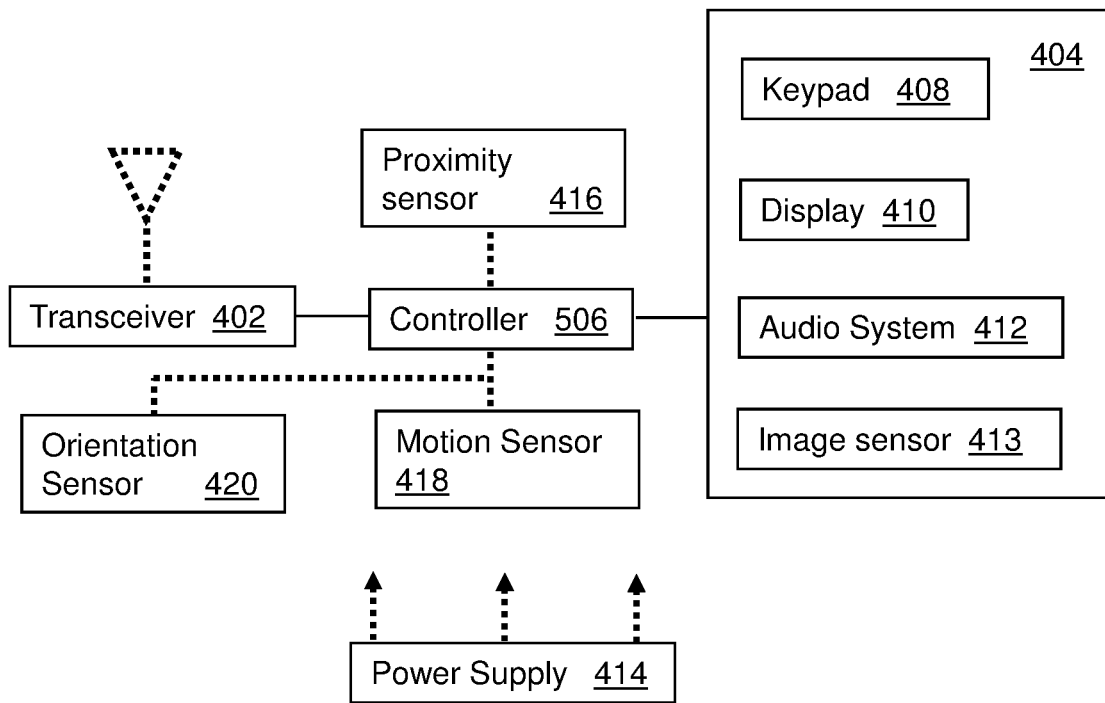 404
Keypad 408
Proximity
sensor 416
Display 410
Transceiver 402
Controller 506
Audio System 412
Orientation
Sensor 420
Motion Sensor
418
Image sensor 413
Power Supply 414